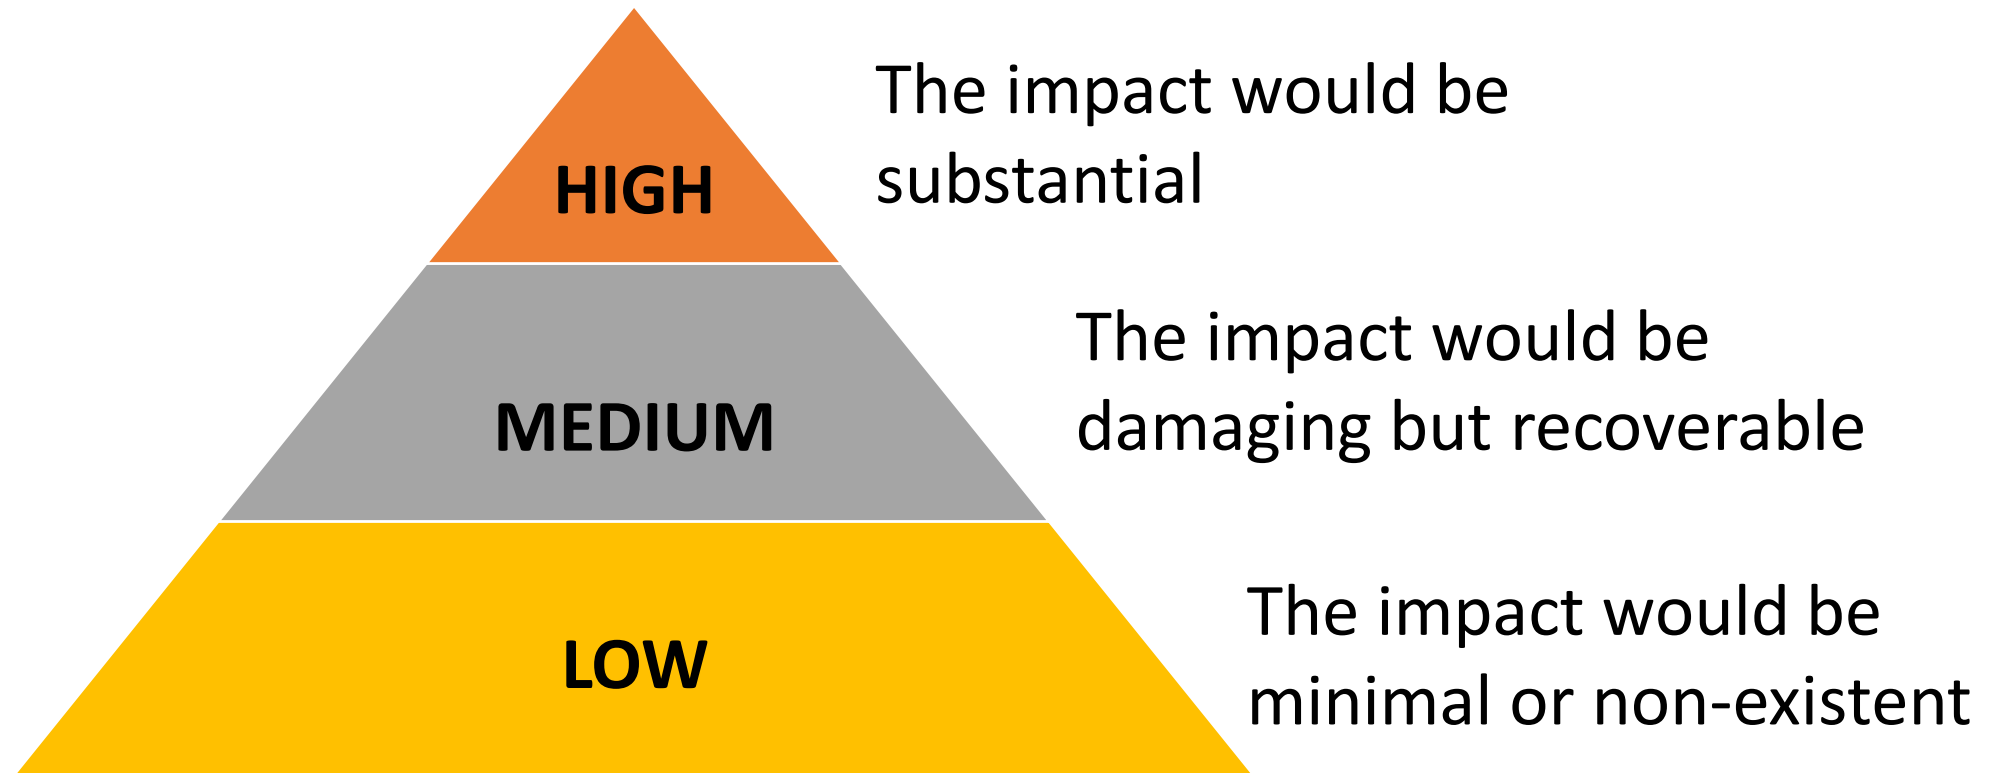 HIGH
The impact would be
substantial
MEDIUM
The impact would be
damaging but recoverable
LOW
The impact would be
minimal or non-existent